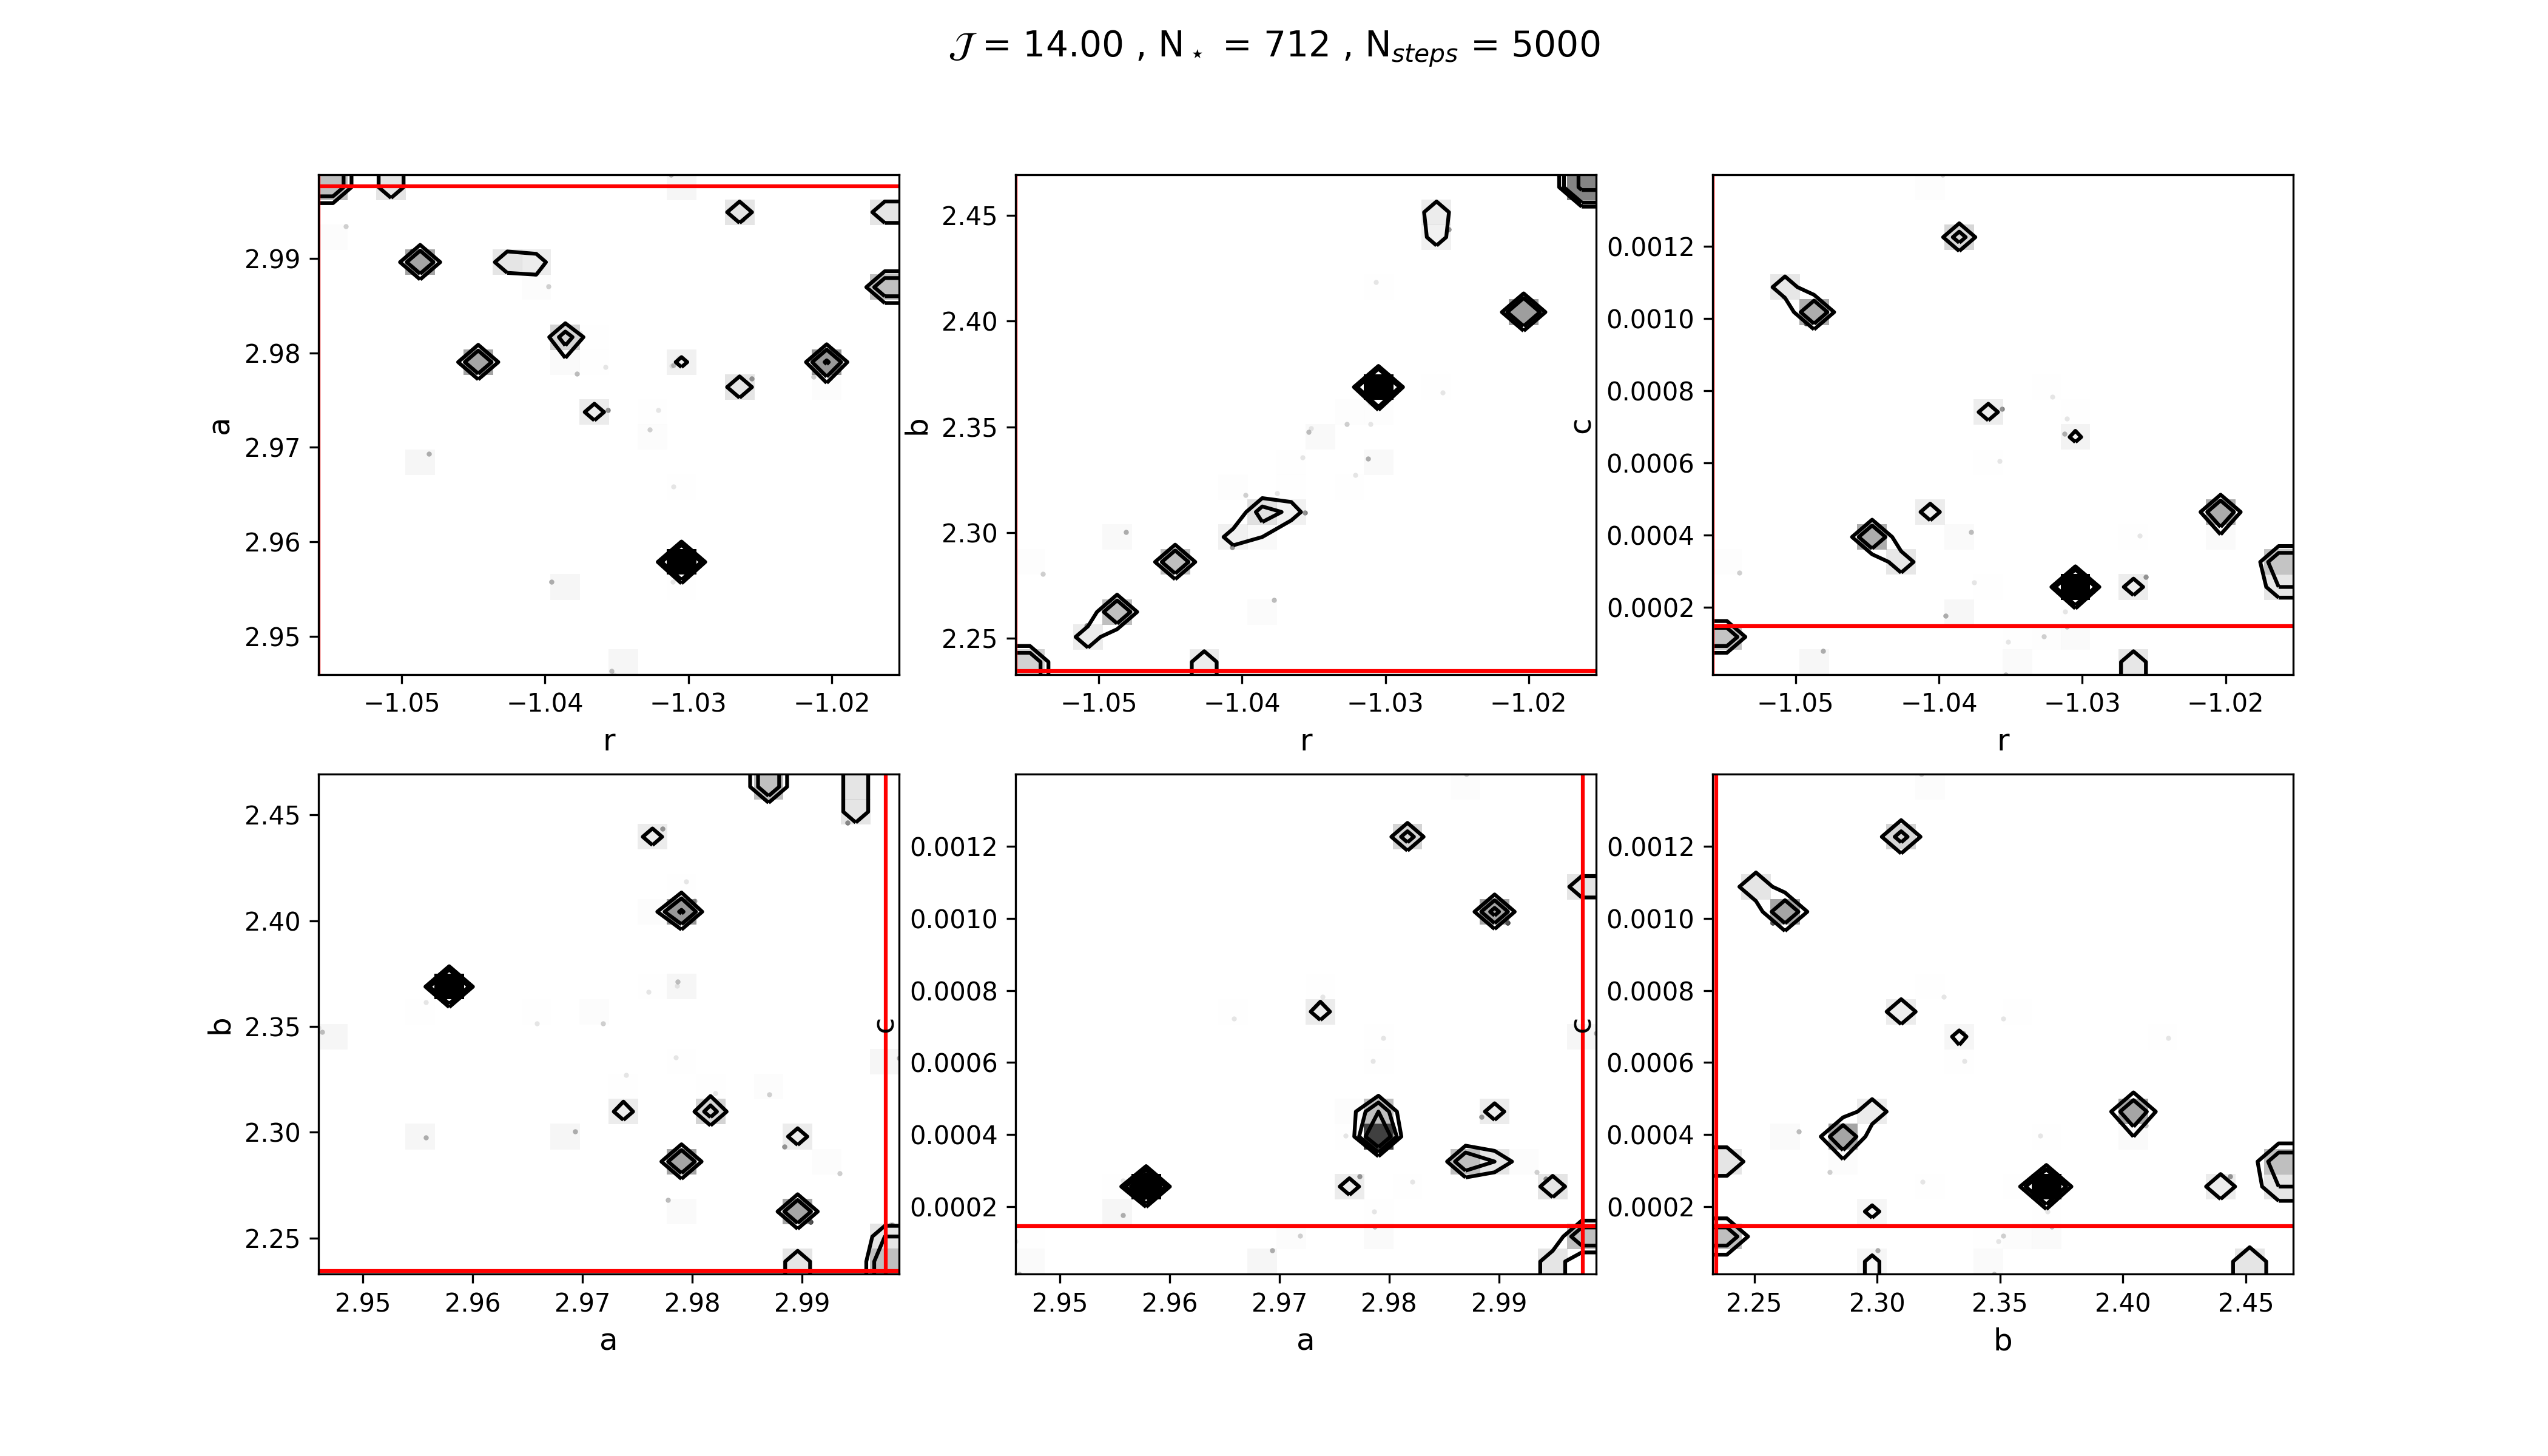 𝒥 = 14.00 , N⋆ = 712 , Nsteps = 5000
a
2.99
2.98
2.97
2.96
2.95
−1.05 −1.04 −1.03 −1.02
r
b
2.45
2.40
2.35
2.30
2.25
−1.05 −1.04 −1.03 −1.02
r
c
0.0012
0.0010
0.0008
0.0006
0.0004
0.0002
−1.05 −1.04 −1.03 −1.02
r
b
2.45
2.40
2.35
2.30
2.25
2.95 2.96 2.97 2.98 2.99
a
c
0.0012
0.0010
0.0008
0.0006
0.0004
0.0002
2.95 2.96 2.97 2.98 2.99
a
c
0.0012
0.0010
0.0008
0.0006
0.0004
0.0002
2.25 2.30 2.35 2.40 2.45
b